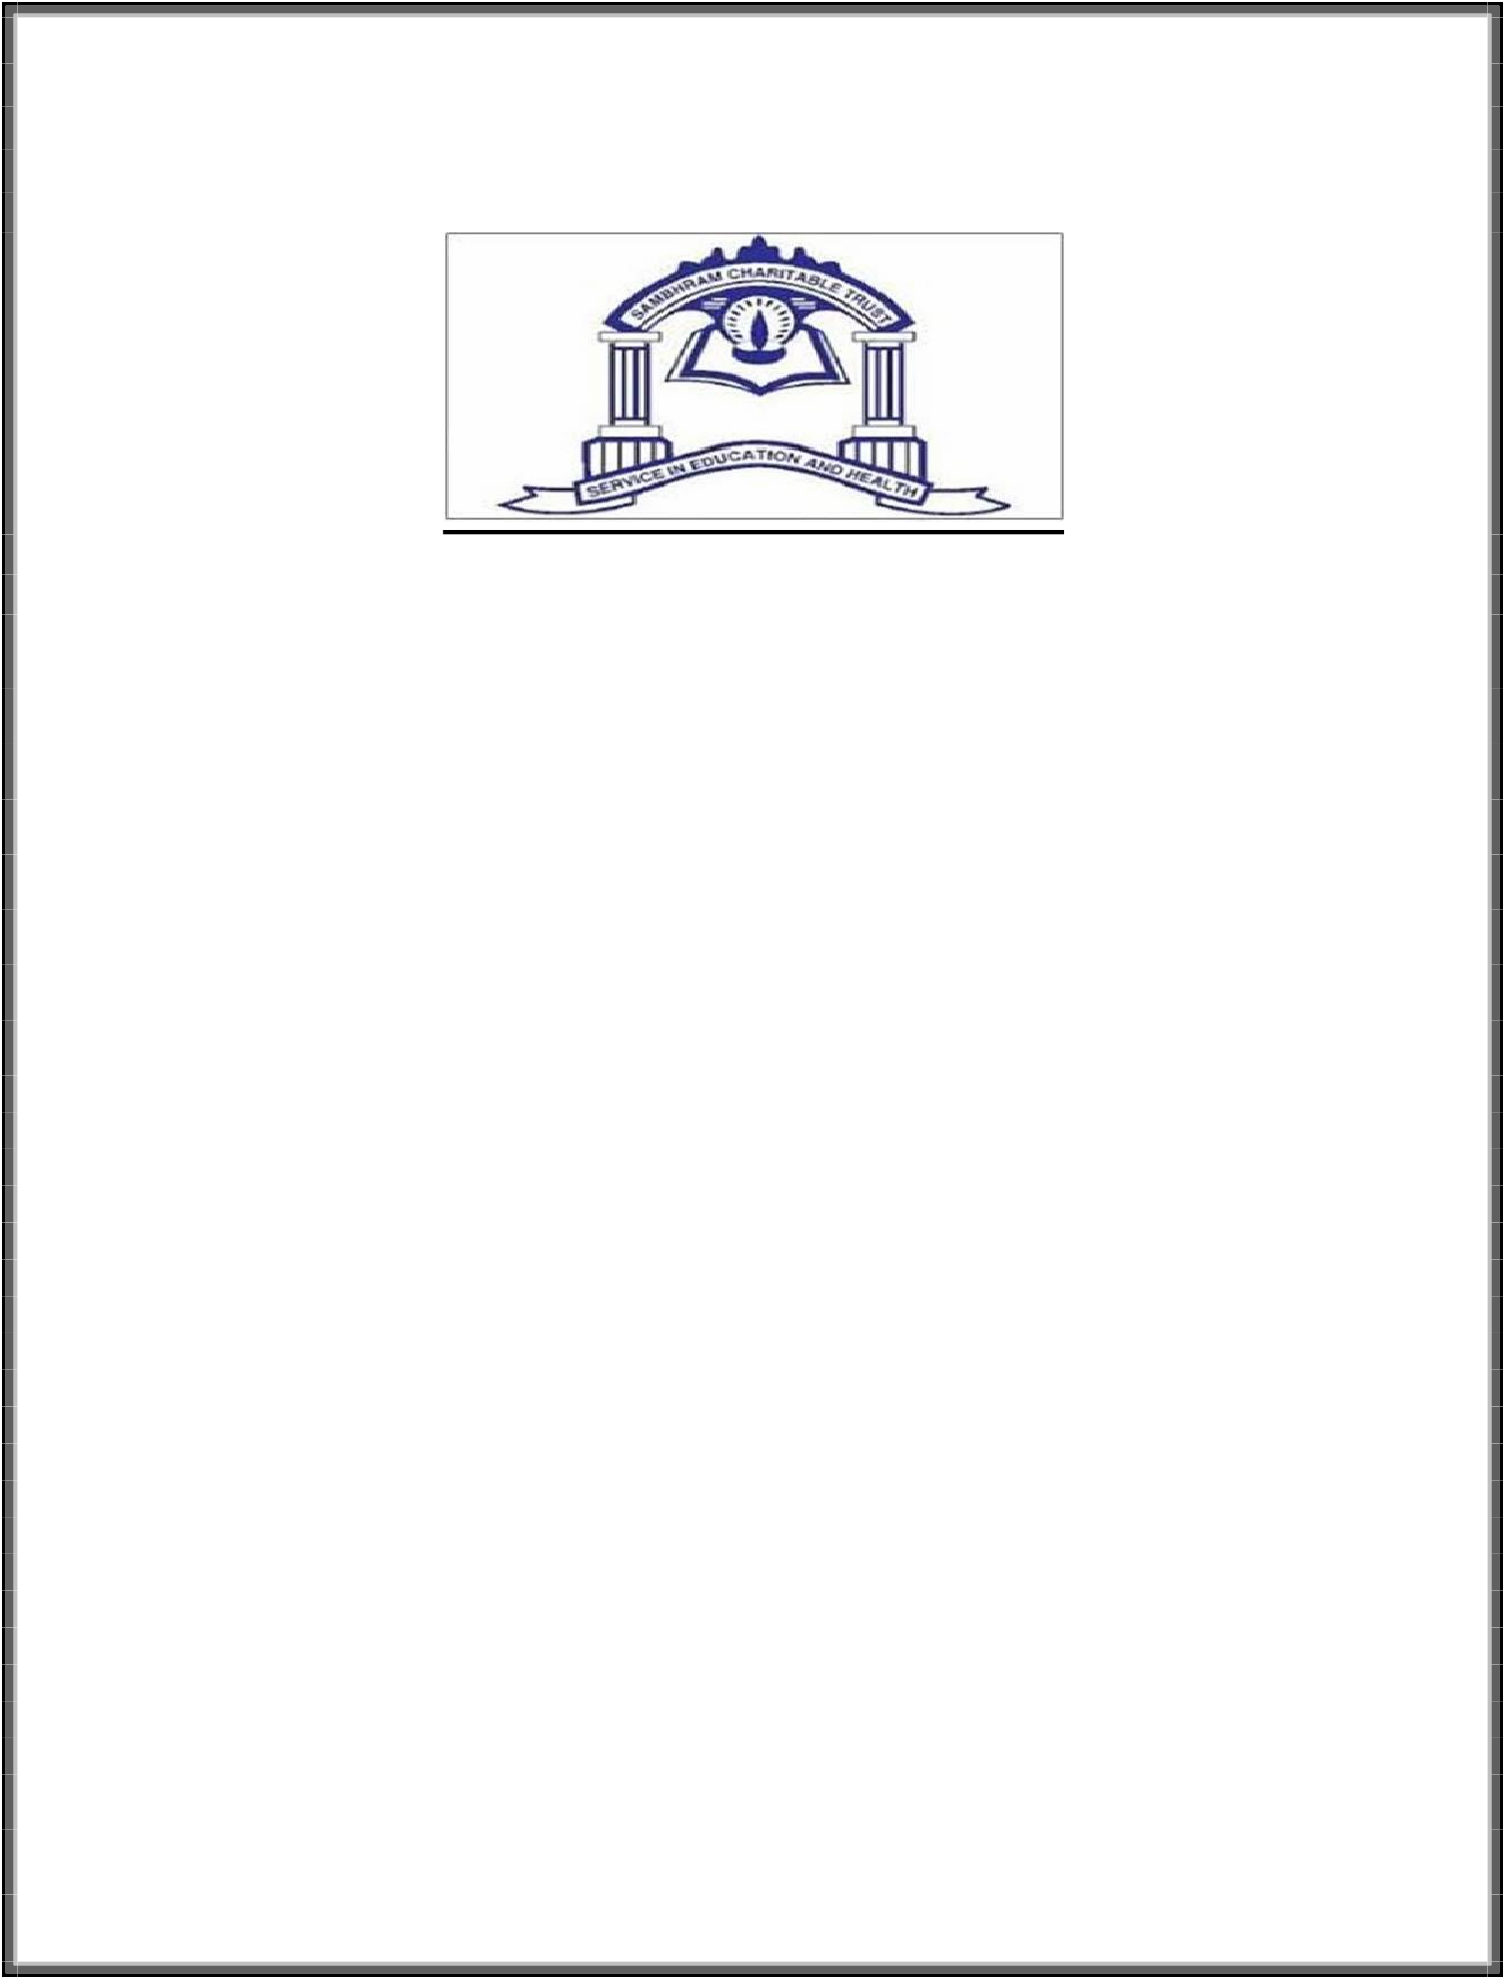 SAMBHRAM CHARITABLE TRUST
SERVICE IN EDUCATION AND HEALTH